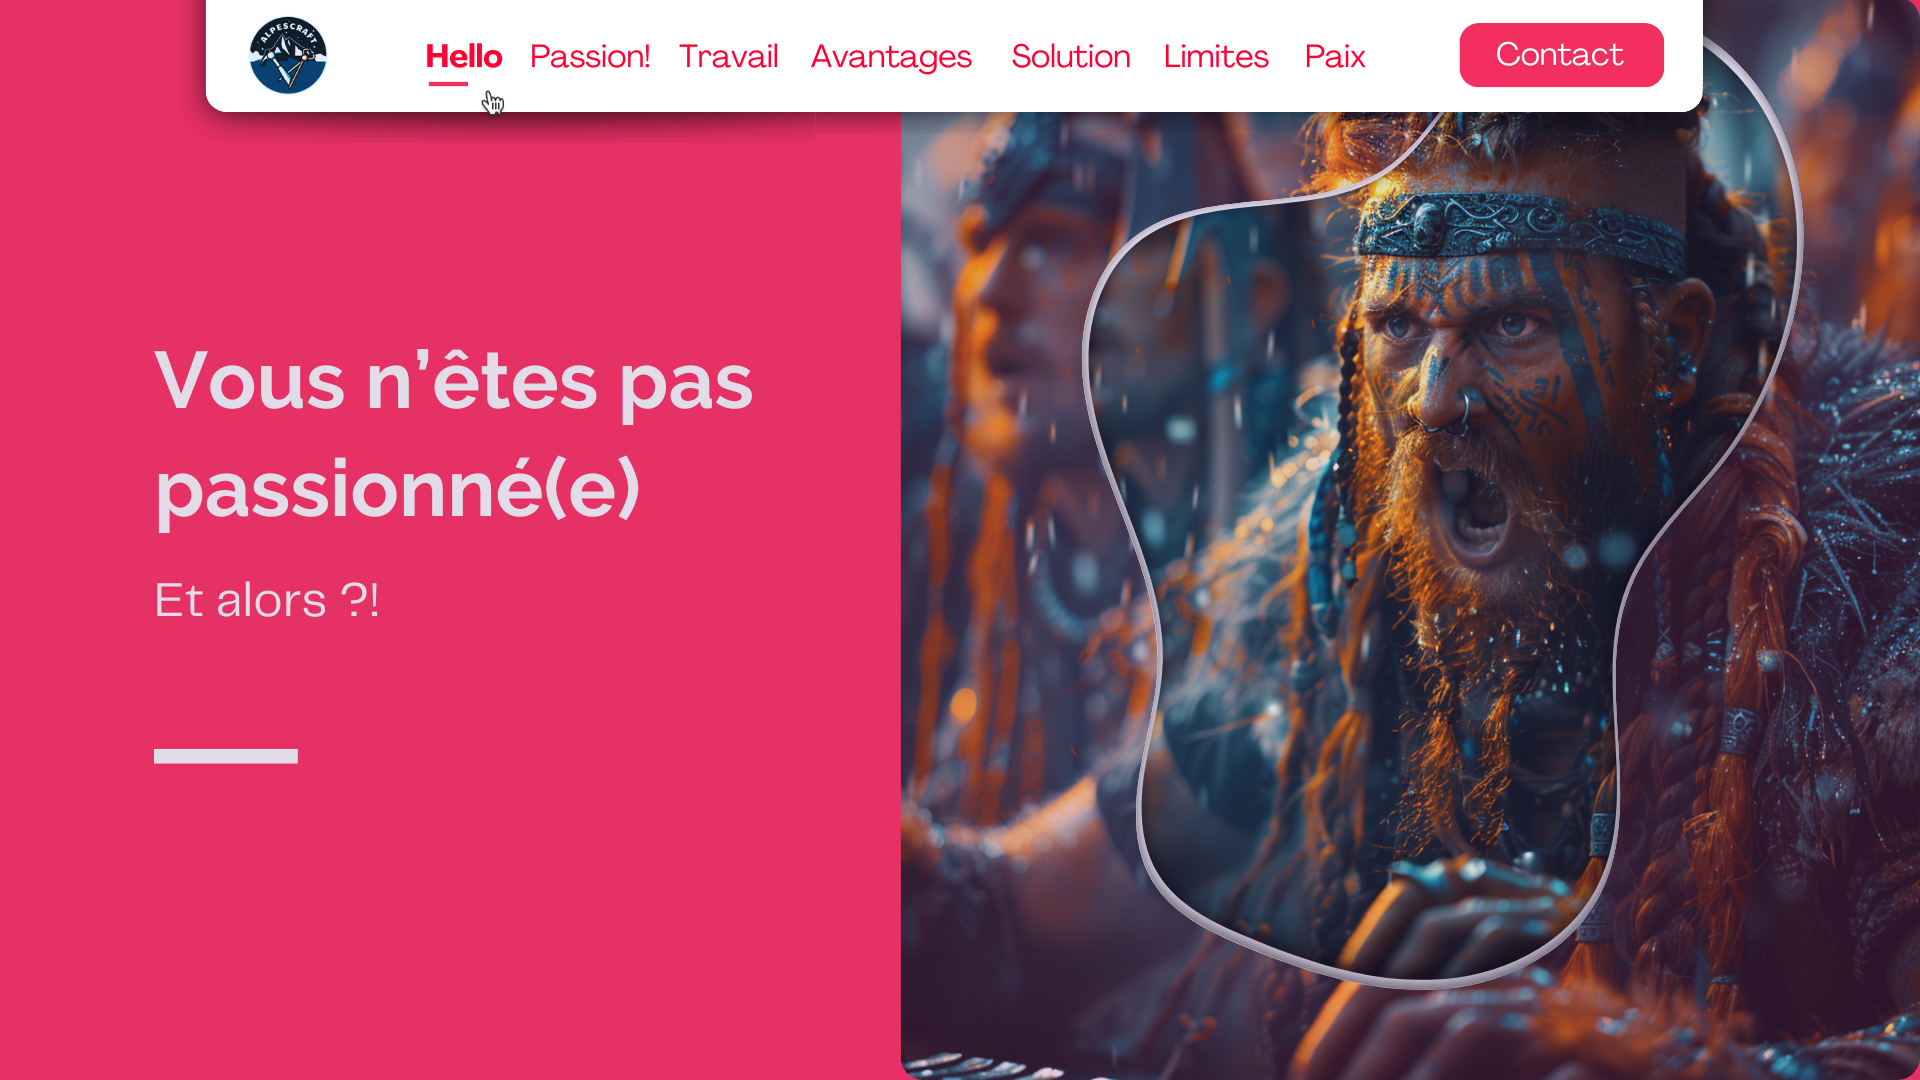 ALPESCRAFT
Hello Passion! Travail Avantages Solution Limites Paix Contact
Vous n’êtes pas
passionné(e)
Et alors ?!